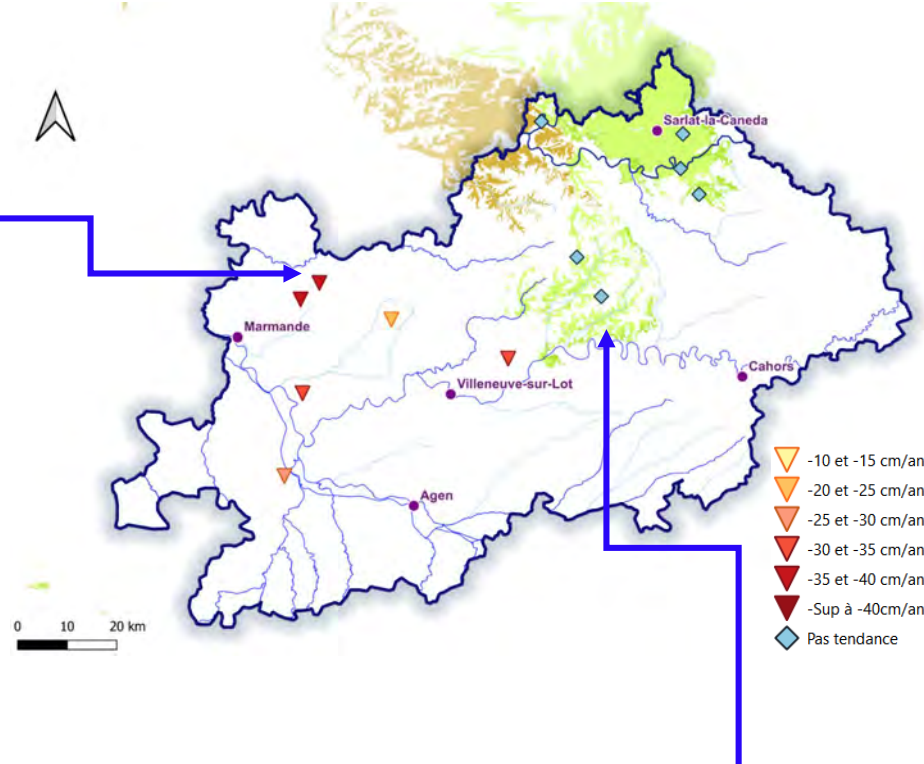 Sarlat-la-Caneda
Marmande
Villeneuve-sur-Lot
Cahors
Agen
-10 et -15 cm/an
-20 et -25 cm/an
-25 et -30 cm/an
-30 et -35 cm/an
-35 et -40 cm/an
-Sup à -40cm/an
Pas tendance
0 10 20 km